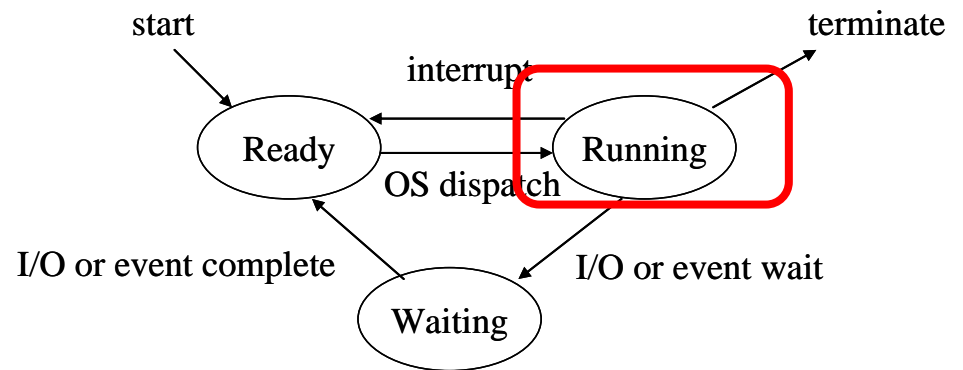 start
terminate
interrupt
Ready
Running
OS dispatch
I/O or event complete
I/O or event wait
Waiting